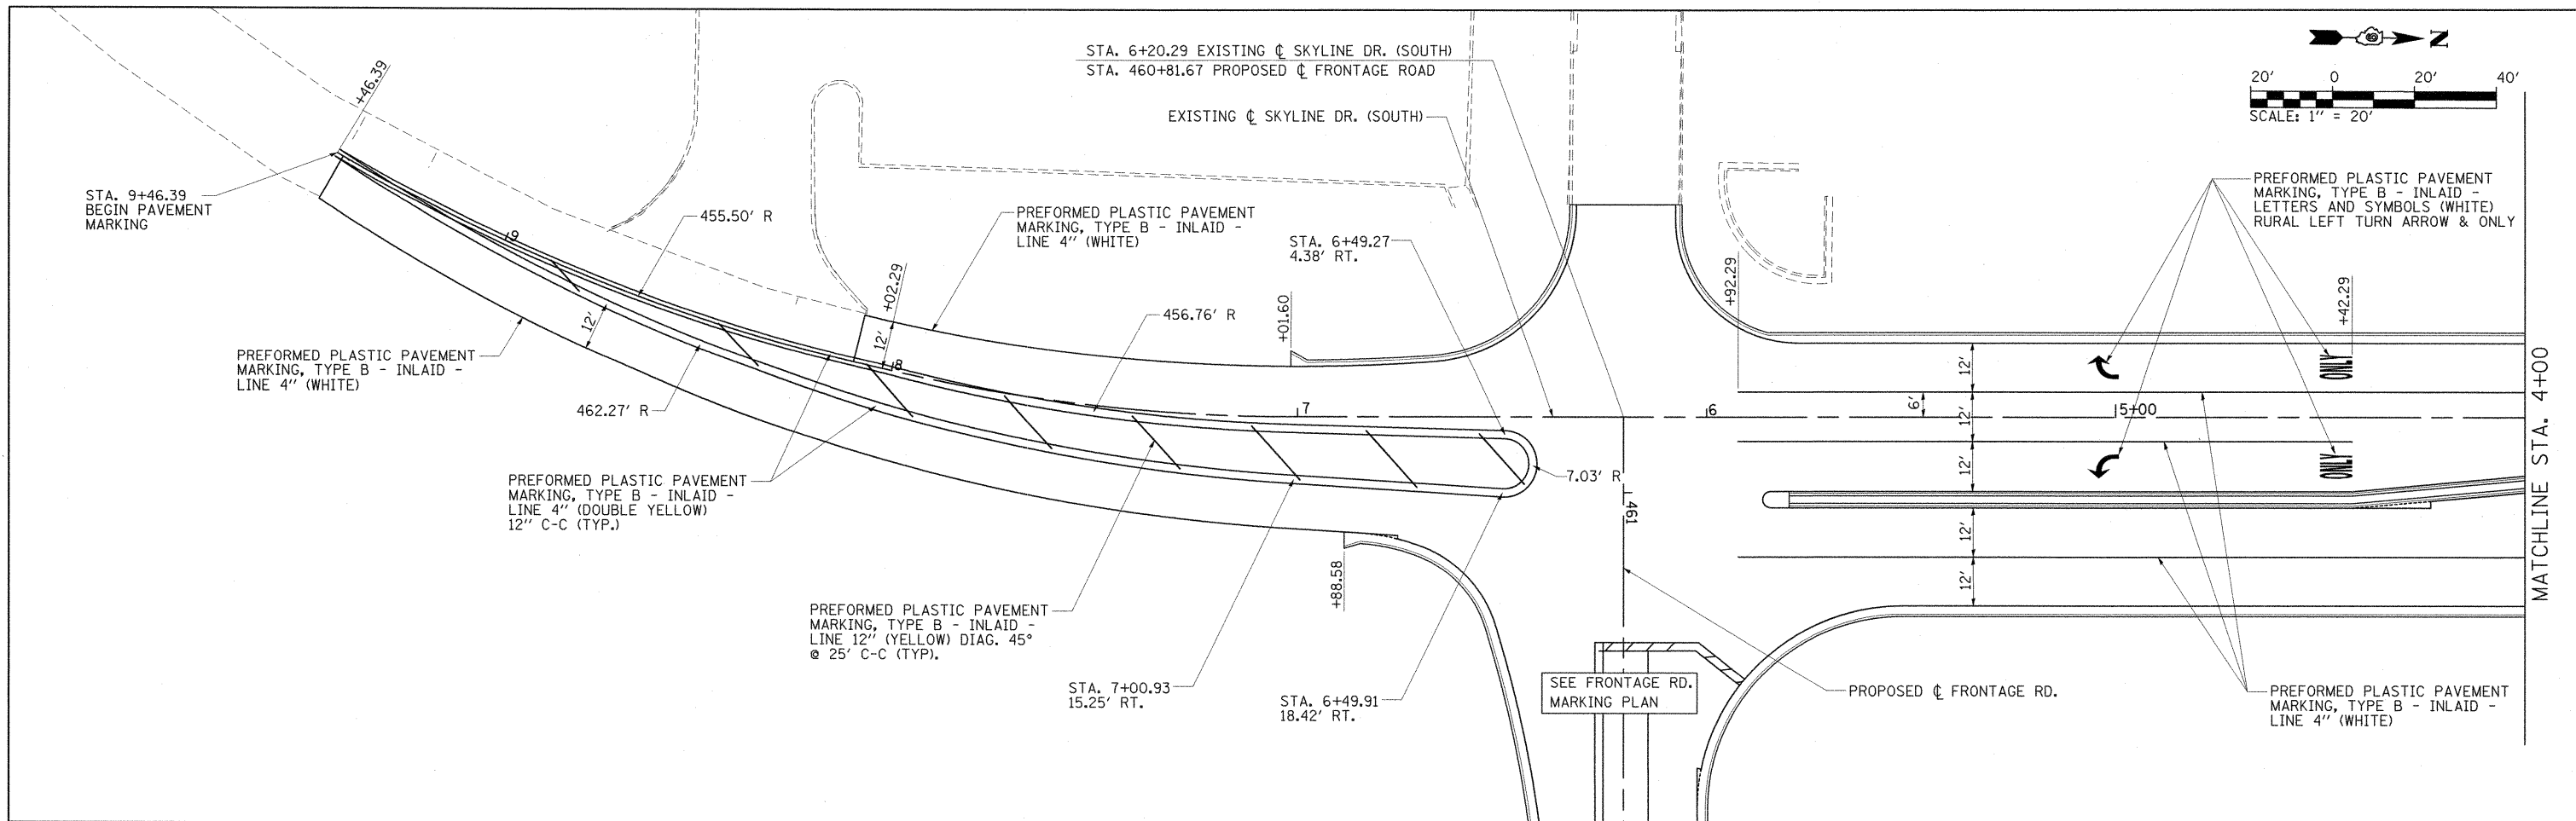 STA. 6+20.29 EXISTING ℄ SKYLINE DR. (SOUTH)
STA. 460+81.67 PROPOSED ℄ FRONTAGE ROAD
EXISTING ℄ SKYLINE DR. (SOUTH)
N
20' 0 20' 40'
SCALE: 1" = 20'
+46.39
STA. 9+46.39
BEGIN PAVEMENT
MARKING
9
455.50' R
PREFORMED PLASTIC PAVEMENT
MARKING, TYPE B - INLAID -
LINE 4" (WHITE)
STA. 6+49.27
4.38' RT.
PREFORMED PLASTIC PAVEMENT
MARKING, TYPE B - INLAID -
LETTERS AND SYMBOLS (WHITE)
RURAL LEFT TURN ARROW & ONLY
+02.29
12'
8
456.76' R
+01.60
+92.29
+42.29
12'
PREFORMED PLASTIC PAVEMENT
MARKING, TYPE B - INLAID -
LINE 4" (WHITE)
462.27' R
7
6
5+00
ONLY
ONLY
12'
6'
12'
12'
12'
12'
MATCHLINE STA. 4+00
PREFORMED PLASTIC PAVEMENT
MARKING, TYPE B - INLAID -
LINE 4" (DOUBLE YELLOW)
12" C-C (TYP.)
7.03' R
461
+88.58
PREFORMED PLASTIC PAVEMENT
MARKING, TYPE B - INLAID -
LINE 12" (YELLOW) DIAG. 45°
@ 25' C-C (TYP).
STA. 7+00.93
15.25' RT.
STA. 6+49.91
18.42' RT.
SEE FRONTAGE RD.
MARKING PLAN
PROPOSED ℄ FRONTAGE RD.
PREFORMED PLASTIC PAVEMENT
MARKING, TYPE B - INLAID -
LINE 4" (WHITE)